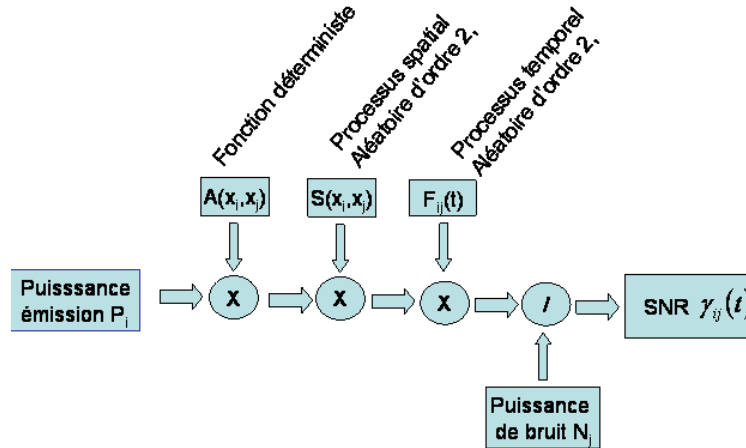 Fonction déterministe
Processus spatial
Aléatoire d'ordre 2,
Processus temporel
Aléatoire d'ordre 2,
A(xᵢ,xⱼ)
S(xᵢ,xⱼ)
Fᵢⱼ(t)
Puisssance
émission Pᵢ
X
X
X
/
SNR γᵢⱼ(t)
Puissance
de bruit Nⱼ